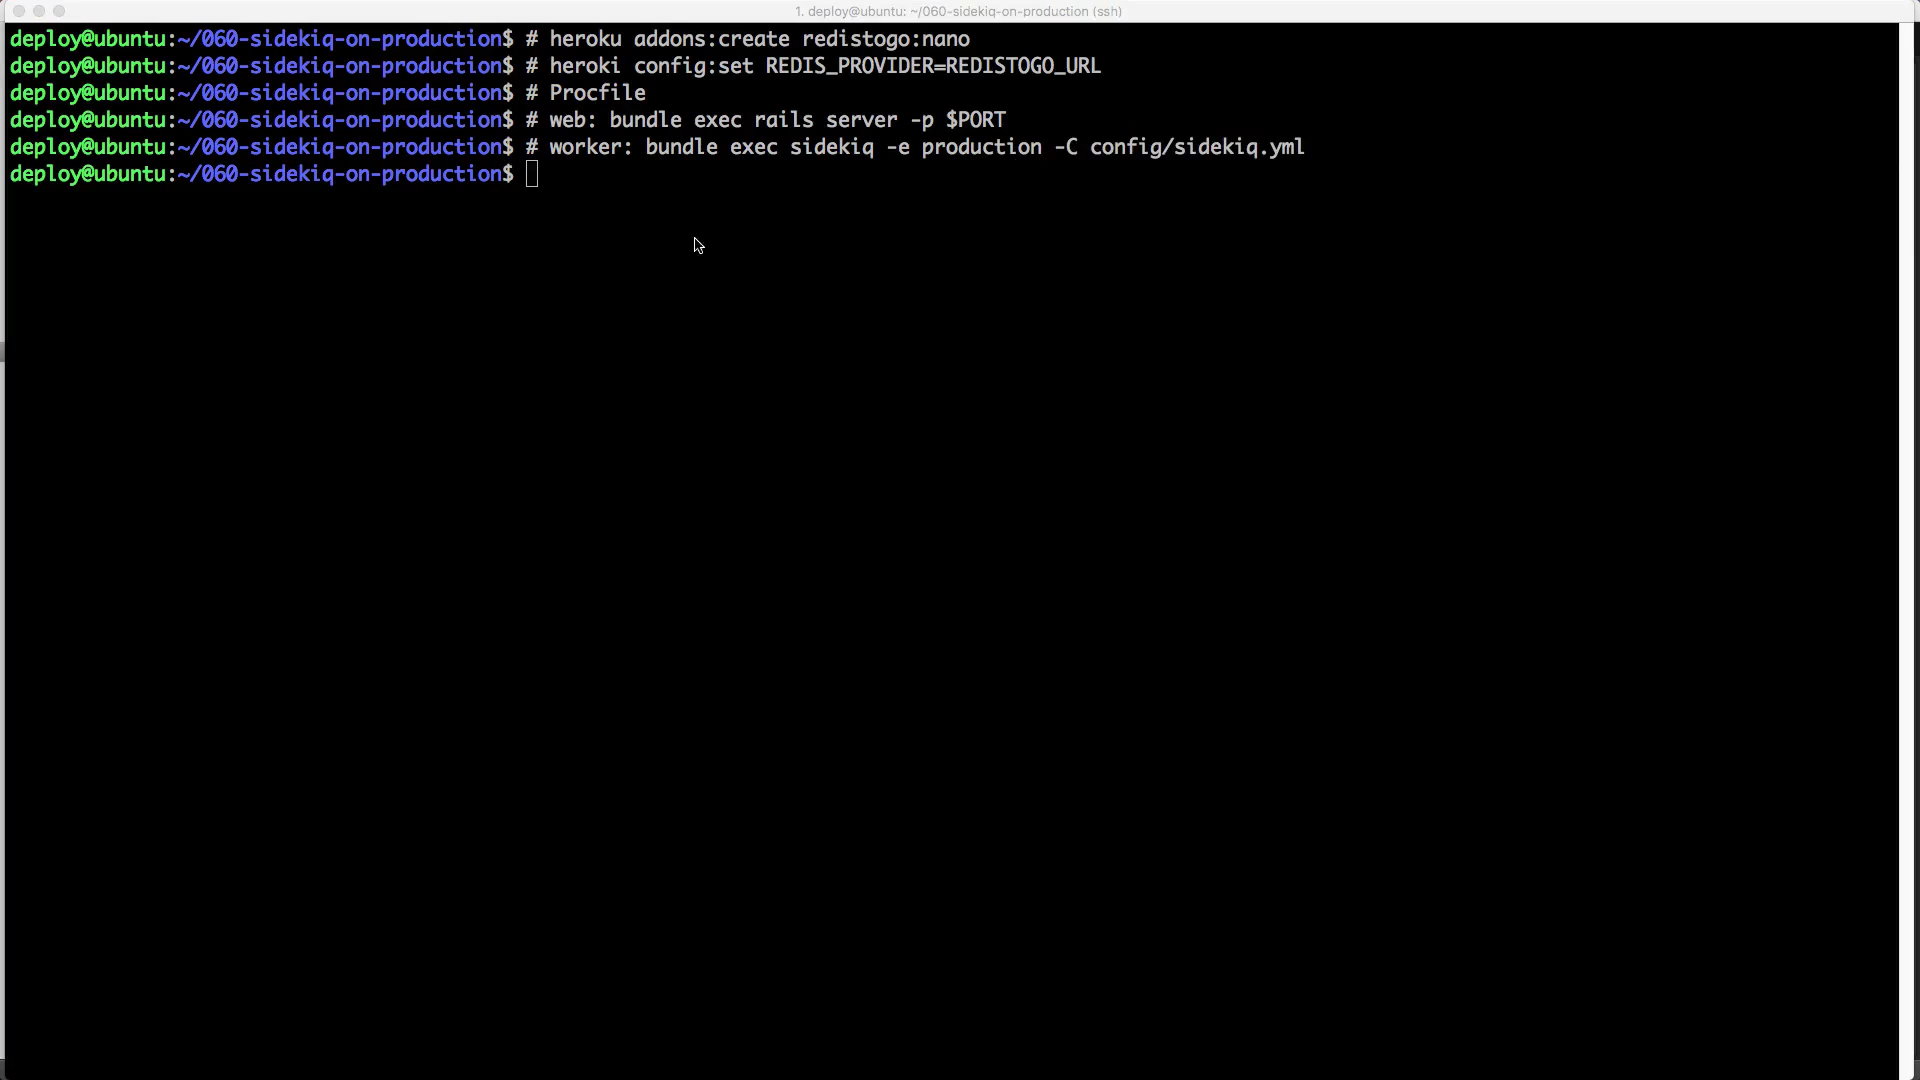 1. deploy@ubuntu: ~/060-sidekiq-on-production (ssh)
deploy@ubuntu:~/060-sidekiq-on-production$ # heroku addons:create redistogo:nano
deploy@ubuntu:~/060-sidekiq-on-production$ # heroki config:set REDIS_PROVIDER=REDISTOGO_URL
deploy@ubuntu:~/060-sidekiq-on-production$ # Procfile
deploy@ubuntu:~/060-sidekiq-on-production$ # web: bundle exec rails server -p $PORT
deploy@ubuntu:~/060-sidekiq-on-production$ # worker: bundle exec sidekiq -e production -C config/sidekiq.yml
deploy@ubuntu:~/060-sidekiq-on-production$